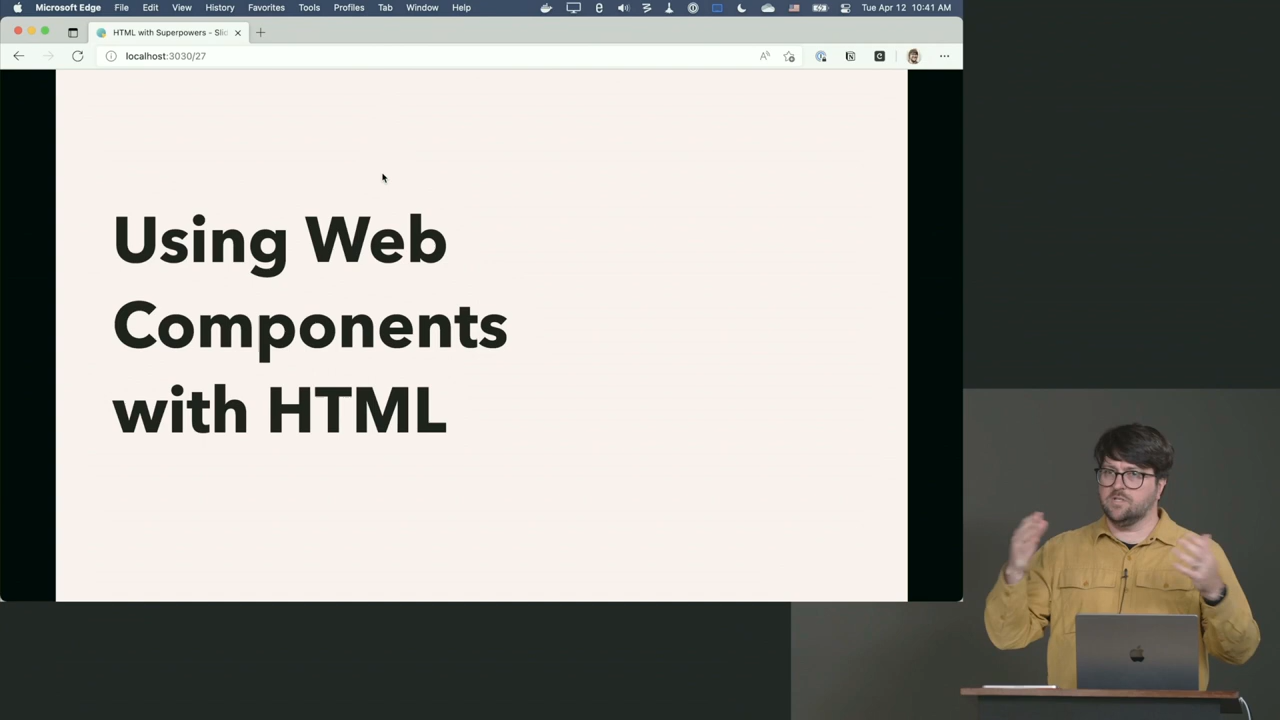 Microsoft Edge File Edit View History Favorites Tools Profiles Tab Window Help Tue Apr 12 10:41 AM
HTML with Superpowers - Slid
localhost:3030/27
Using Web
Components
with HTML